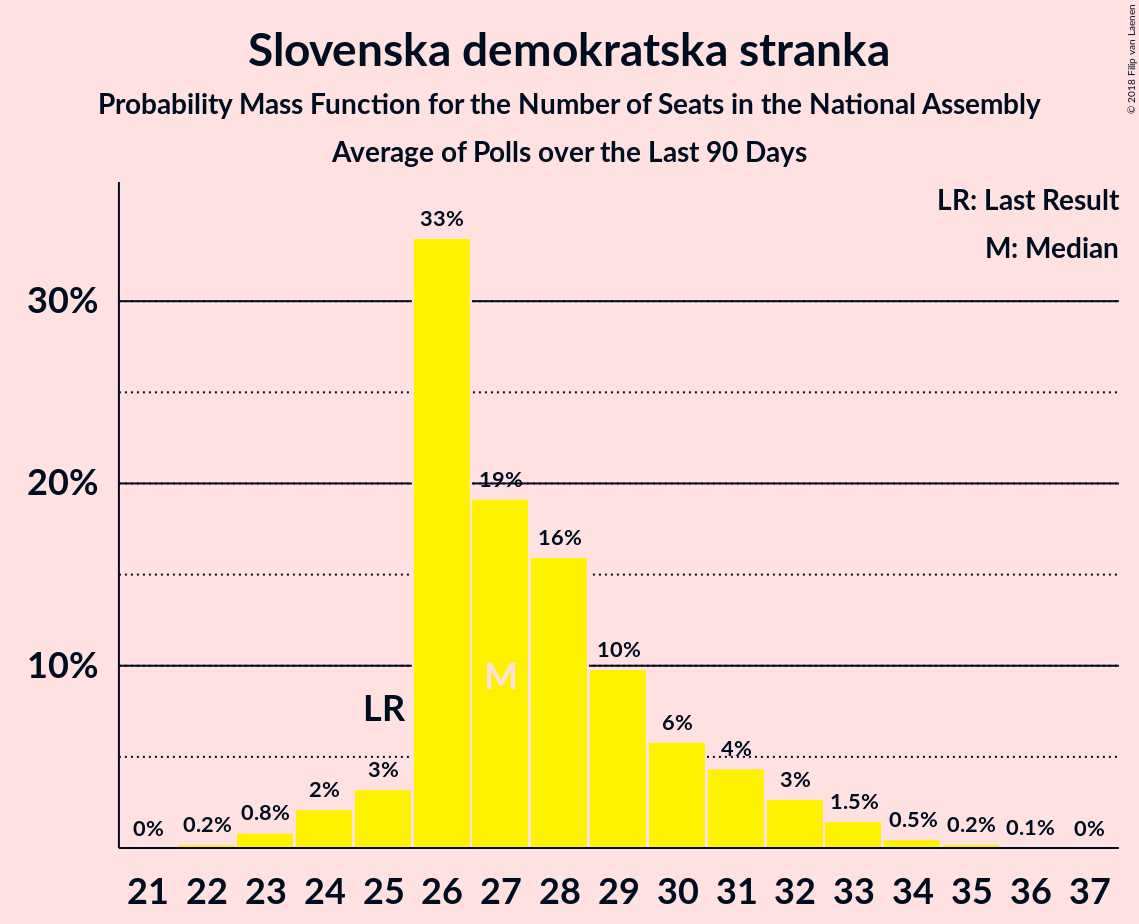 Slovenska demokratska stranka
Probability Mass Function for the Number of Seats in the National Assembly
Average of Polls over the Last 90 Days
© 2018 Filip van Laenen
LR: Last Result
M: Median
30%
20%
10%
0%
0.2%
0.8%
2%
3%
33%
19%
16%
10%
6%
4%
3%
1.5%
0.5%
0.2%
0.1%
0%
LR
M
21 22 23 24 25 26 27 28 29 30 31 32 33 34 35 36 37